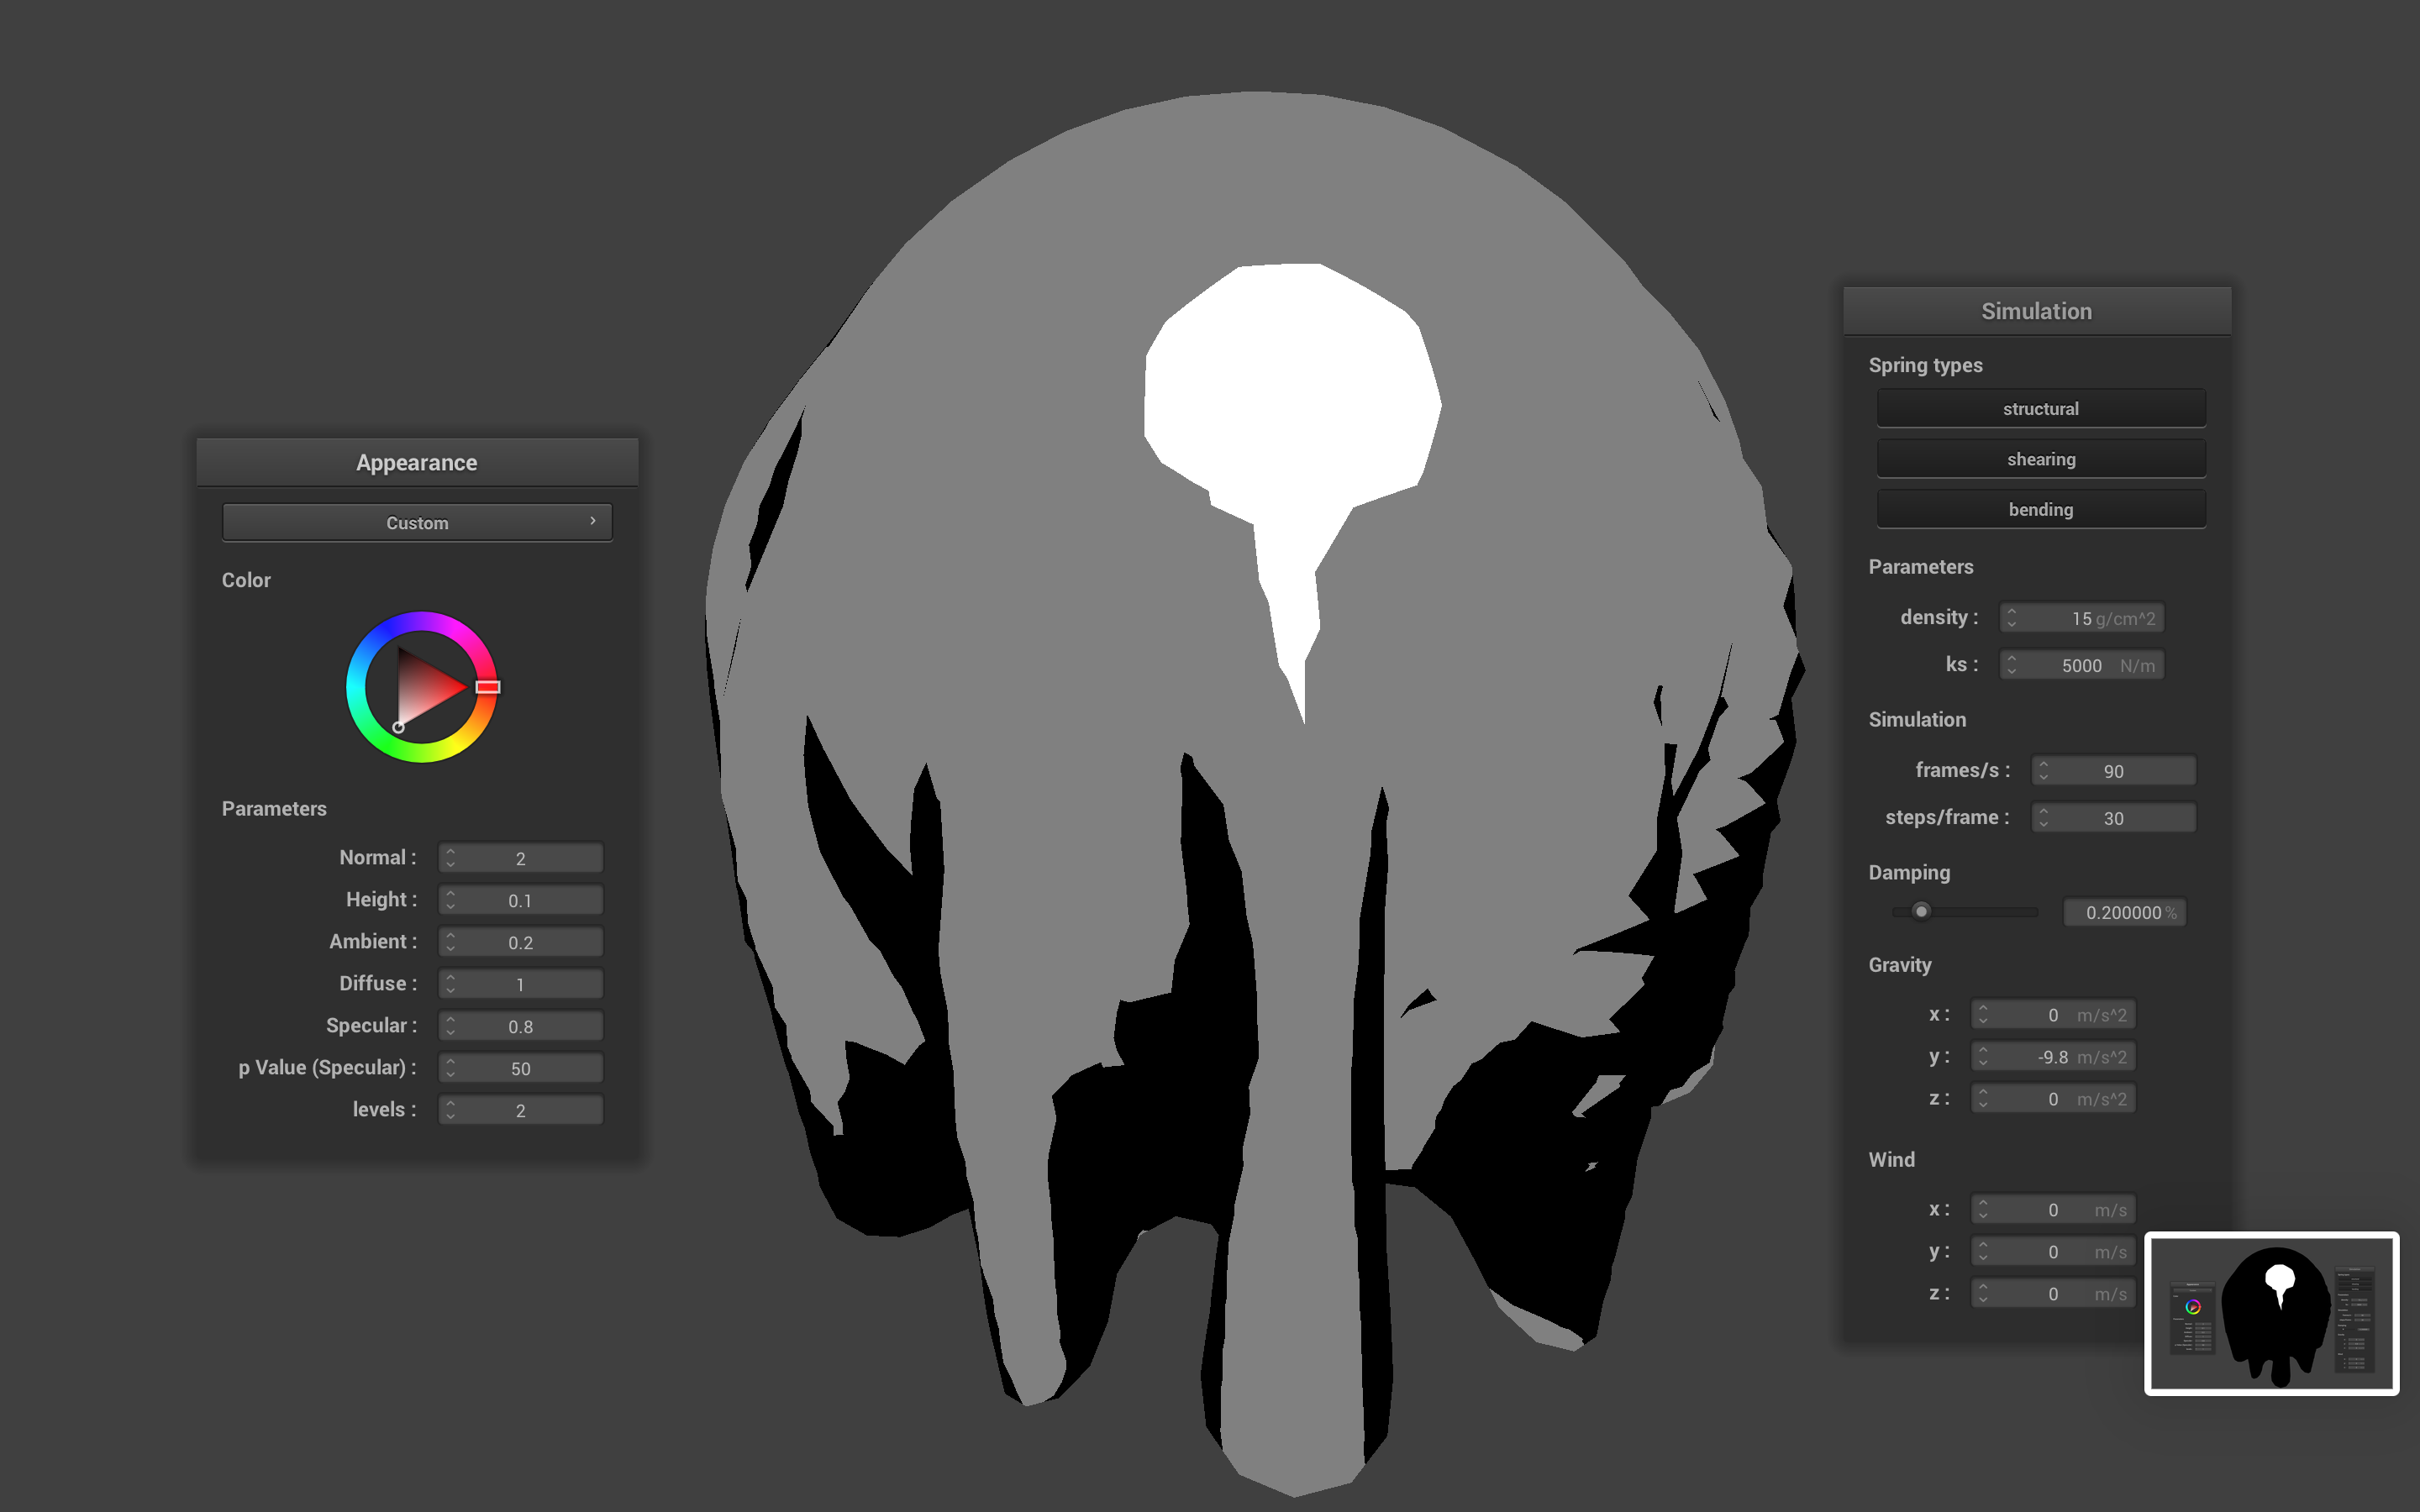 Appearance
Custom
Color
Parameters
Normal : 2
Height : 0.1
Ambient : 0.2
Diffuse : 1
Specular : 0.8
p Value (Specular) : 50
levels : 2
Simulation
Spring types
structural
shearing
bending
Parameters
density : 15 g/cm^2
ks : 5000 N/m
Simulation
frames/s : 90
steps/frame : 30
Damping
0.200000 %
Gravity
x : 0 m/s^2
y : -9.8 m/s^2
z : 0 m/s^2
Wind
x : 0 m/s
y : 0 m/s
z : 0 m/s